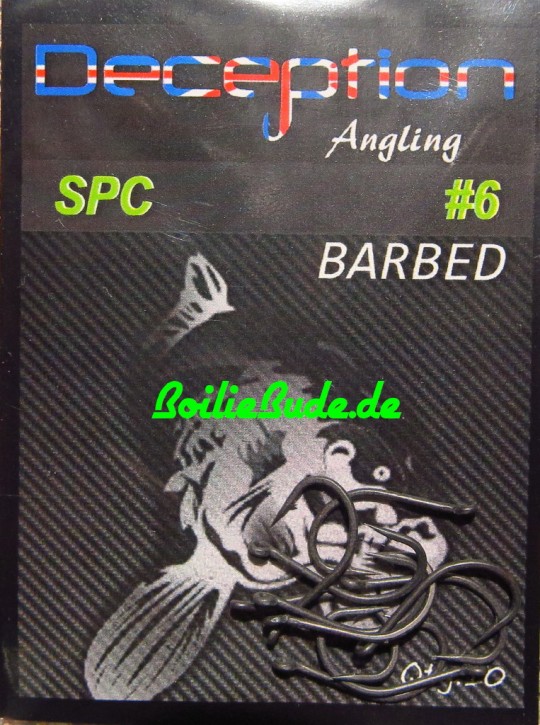 Deception
Angling
SPC #6
BARBED
BoilieBude.de